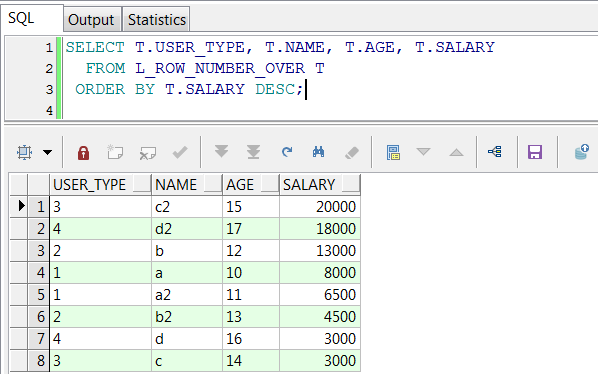 SQL Output Statistics
1 SELECT T.USER_TYPE, T.NAME, T.AGE, T.SALARY
2 FROM L_ROW_NUMBER_OVER T
3 ORDER BY T.SALARY DESC;
4
USER_TYPE NAME AGE SALARY
1 3 c2 15 20000
2 4 d2 17 18000
3 2 b 12 13000
4 1 a 10 8000
5 1 a2 11 6500
6 2 b2 13 4500
7 4 d 16 3000
8 3 c 14 3000